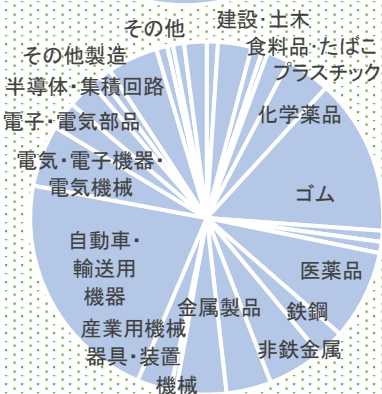 その他
建設・土木
食料品・たばこ
プラスチック
化学薬品
ゴム
医薬品
鉄鋼
非鉄金属
金属製品
機械
器具・装置
産業用機械
自動車・
輸送用
機器
電気・電子機器・
電気機械
電子・電気部品
半導体・集積回路
その他製造